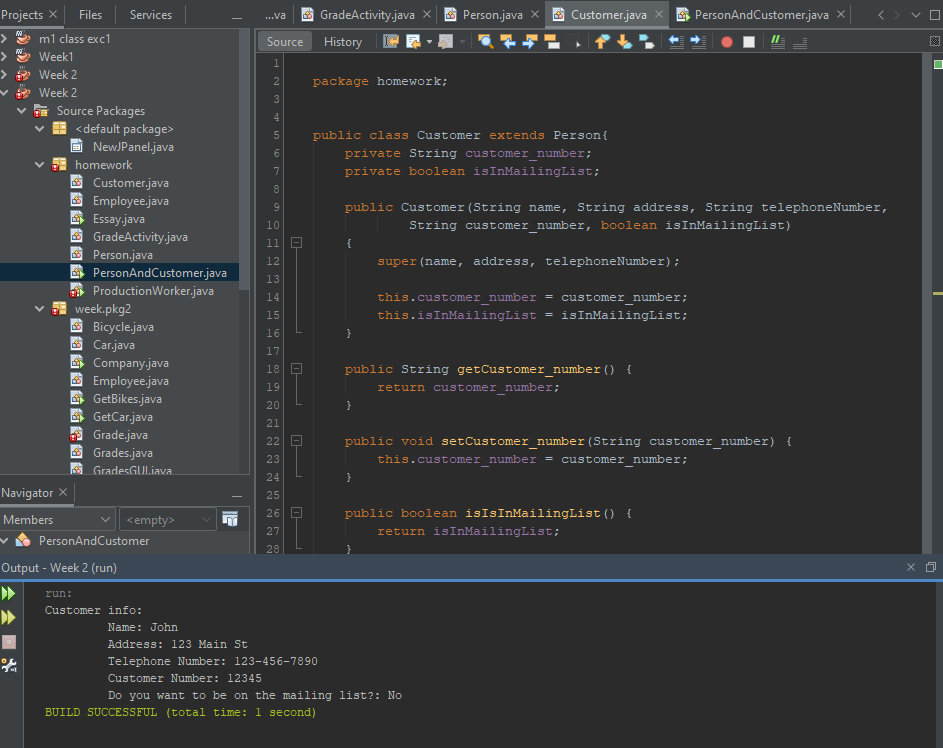 Projects
Files
Services
...va
GradeActivity.java
Person.java
Customer.java
PersonAndCustomer.java
m1 class exc1
Week1
Week 2
Week 2
Source Packages
<default package>
NewJPanel.java
homework
Customer.java
Employee.java
Essay.java
GradeActivity.java
Person.java
PersonAndCustomer.java
ProductionWorker.java
week.pkg2
Bicycle.java
Car.java
Company.java
Employee.java
GetBikes.java
GetCar.java
Grade.java
Grades.java
GradesGUI.java
Navigator
Members
<empty>
PersonAndCustomer
Source
History
1
2 package homework;
3
4
5 public class Customer extends Person{
6 private String customer_number;
7 private boolean isInMailingList;
8
9 public Customer(String name, String address, String telephoneNumber,
10 String customer_number, boolean isInMailingList)
11 {
12 super(name, address, telephoneNumber);
13
14 this.customer_number = customer_number;
15 this.isInMailingList = isInMailingList;
16 }
17
18 public String getCustomer_number() {
19 return customer_number;
20 }
21
22 public void setCustomer_number(String customer_number) {
23 this.customer_number = customer_number;
24 }
25
26 public boolean isIsInMailingList() {
27 return isInMailingList;
28 }
Output - Week 2 (run)
run:
Customer info:
Name: John
Address: 123 Main St
Telephone Number: 123-456-7890
Customer Number: 12345
Do you want to be on the mailing list?: No
BUILD SUCCESSFUL (total time: 1 second)